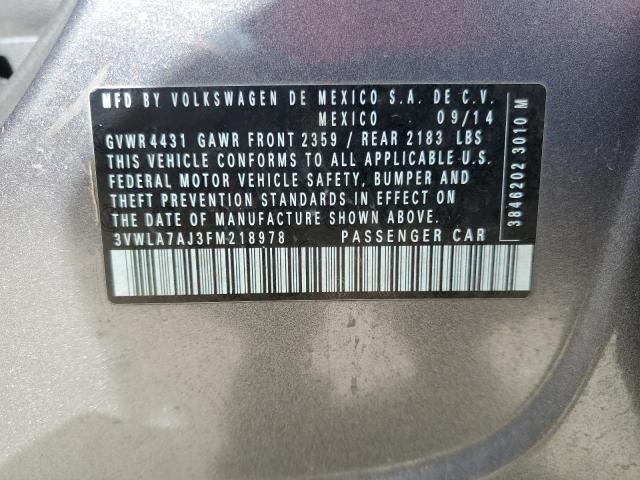 MFD BY VOLKSWAGEN DE MEXICO S.A. DE C.V.
MEXICO 09/14
GVWR 4431 GAWR FRONT 2359 / REAR 2183 LBS
THIS VEHICLE CONFORMS TO ALL APPLICABLE U.S.
FEDERAL MOTOR VEHICLE SAFETY, BUMPER AND
THEFT PREVENTION STANDARDS IN EFFECT ON
THE DATE OF MANUFACTURE SHOWN ABOVE.
3VWLA7AJ3FM218978 PASSENGER CAR
3846202 3010 M